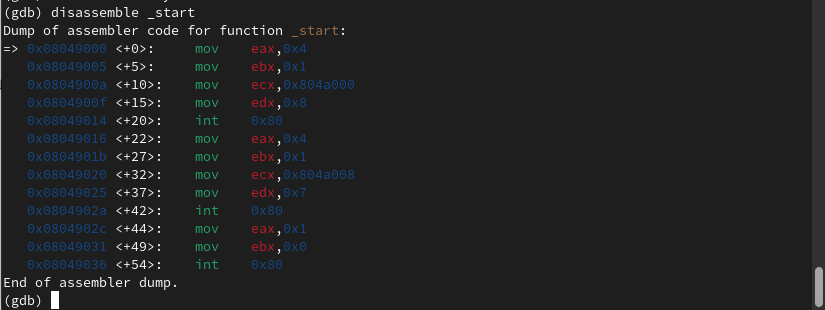 (gdb) disassemble _start
Dump of assembler code for function _start:
=> 0x08049000 <+0>:     mov    eax,0x4
   0x08049005 <+5>:     mov    ebx,0x1
   0x0804900a <+10>:    mov    ecx,0x804a000
   0x0804900f <+15>:    mov    edx,0x8
   0x08049014 <+20>:    int    0x80
   0x08049016 <+22>:    mov    eax,0x4
   0x0804901b <+27>:    mov    ebx,0x1
   0x08049020 <+32>:    mov    ecx,0x804a008
   0x08049025 <+37>:    mov    edx,0x7
   0x0804902a <+42>:    int    0x80
   0x0804902c <+44>:    mov    eax,0x1
   0x08049031 <+49>:    mov    ebx,0x0
   0x08049036 <+54>:    int    0x80
End of assembler dump.
(gdb)